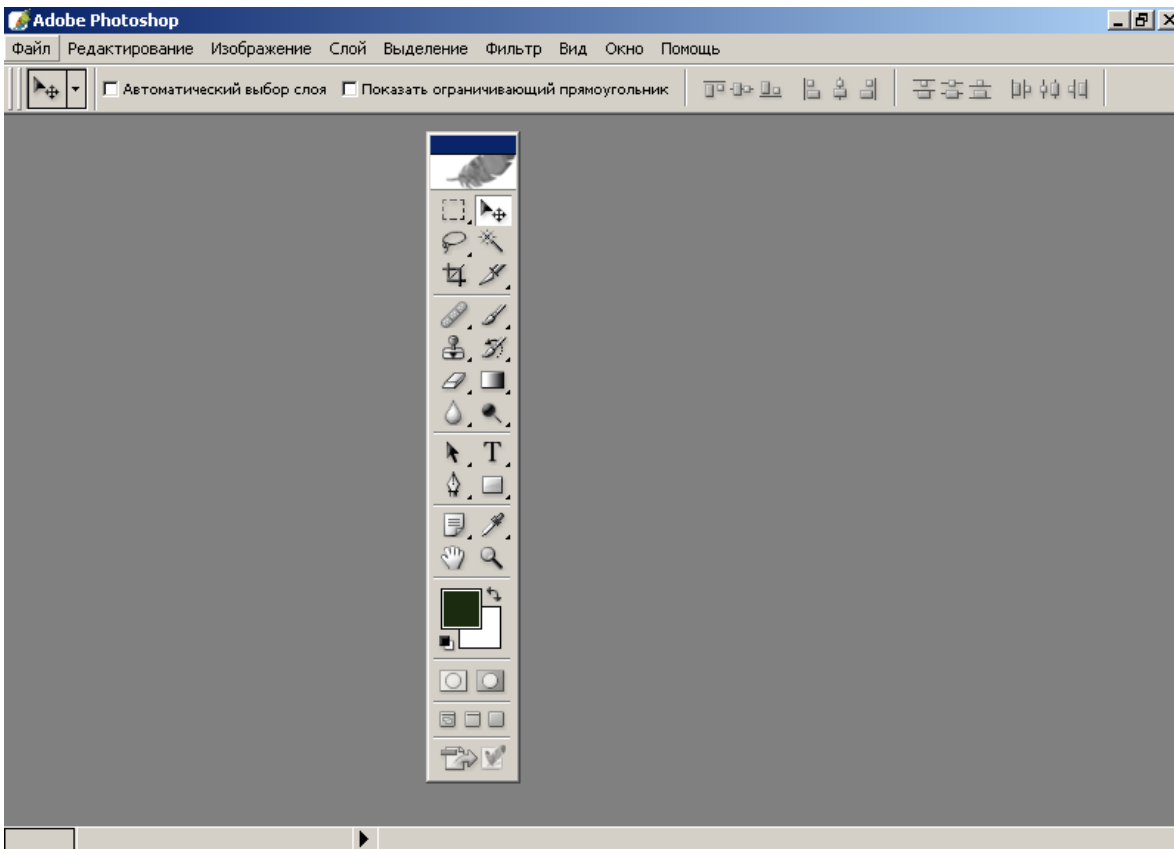 Adobe Photoshop
Файл Редактирование Изображение Слой Выделение Фильтр Вид Окно Помощь
Автоматический выбор слоя Показать ограничивающий прямоугольник
T